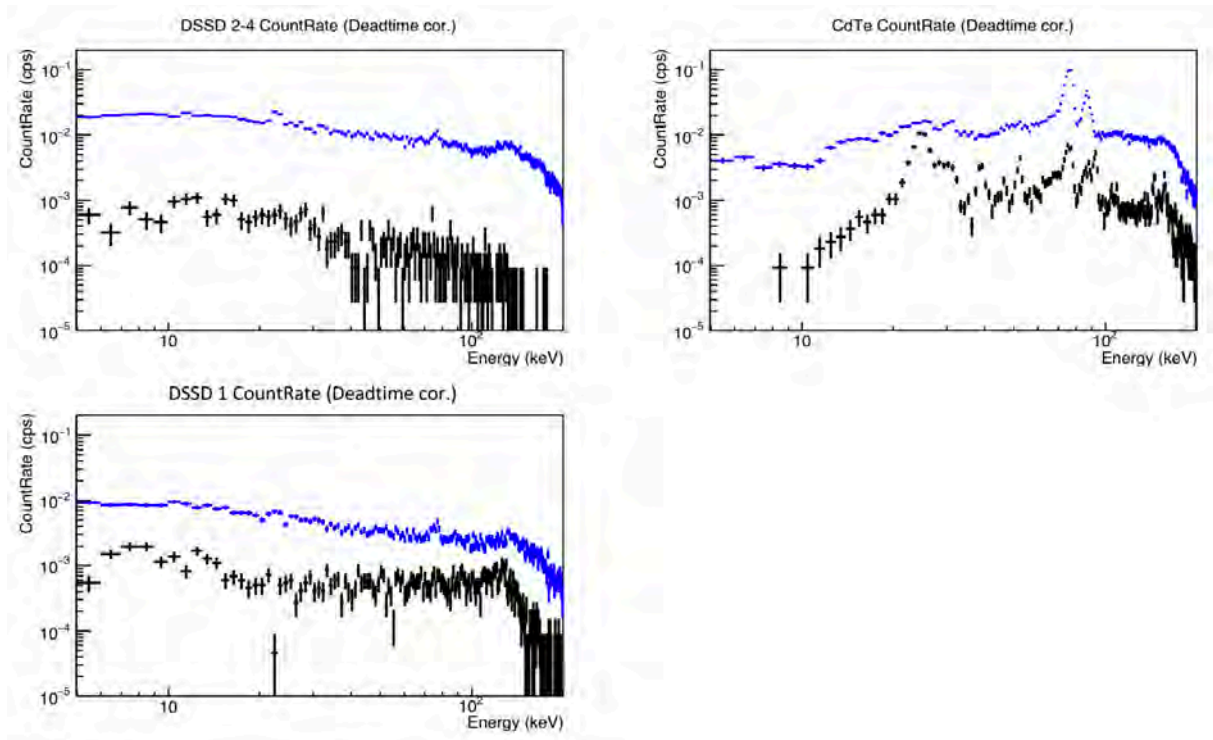 DSSD 2-4 CountRate (Deadtime cor.)
CountRate (cps)
10⁻¹
10⁻²
10⁻³
10⁻⁴
10⁻⁵
10
10²
Energy (keV)
CdTe CountRate (Deadtime cor.)
CountRate (cps)
10⁻¹
10⁻²
10⁻³
10⁻⁴
10⁻⁵
10
10²
Energy (keV)
DSSD 1 CountRate (Deadtime cor.)
CountRate (cps)
10⁻¹
10⁻²
10⁻³
10⁻⁴
10⁻⁵
10
10²
Energy (keV)